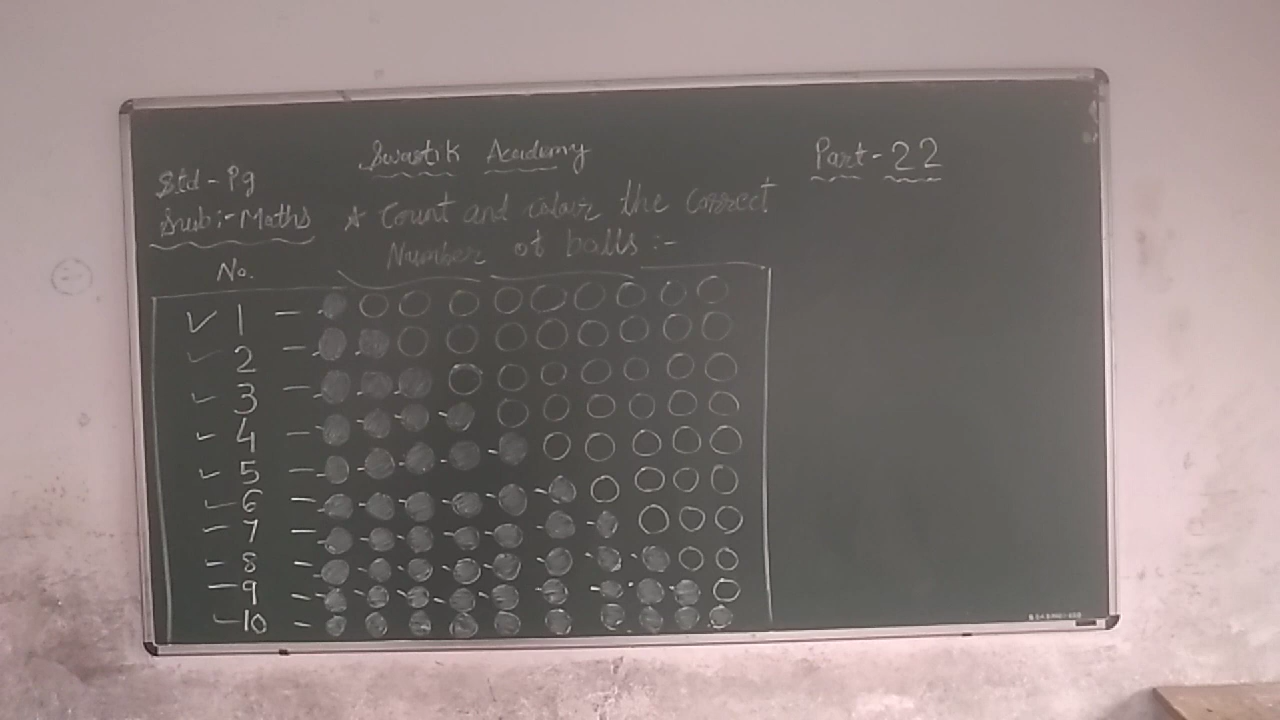 Swastik Academy
Part-22
Std-Pg
Sub:-Maths
* Count and colour the Correct
Number of balls :-
No.
1 -
2 -
3 -
4 -
5 -
6 -
7 -
8 -
9 -
10 -